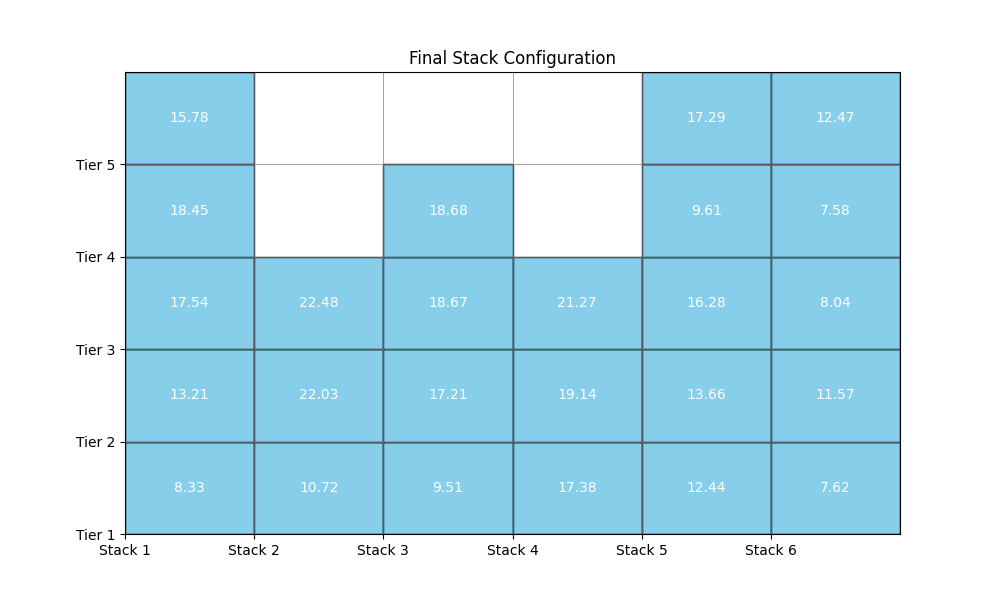 Final Stack Configuration
15.78 17.29 12.47
Tier 5
18.45 18.68 9.61 7.58
Tier 4
17.54 22.48 18.67 21.27 16.28 8.04
Tier 3
13.21 22.03 17.21 19.14 13.66 11.57
Tier 2
8.33 10.72 9.51 17.38 12.44 7.62
Tier 1
Stack 1 Stack 2 Stack 3 Stack 4 Stack 5 Stack 6